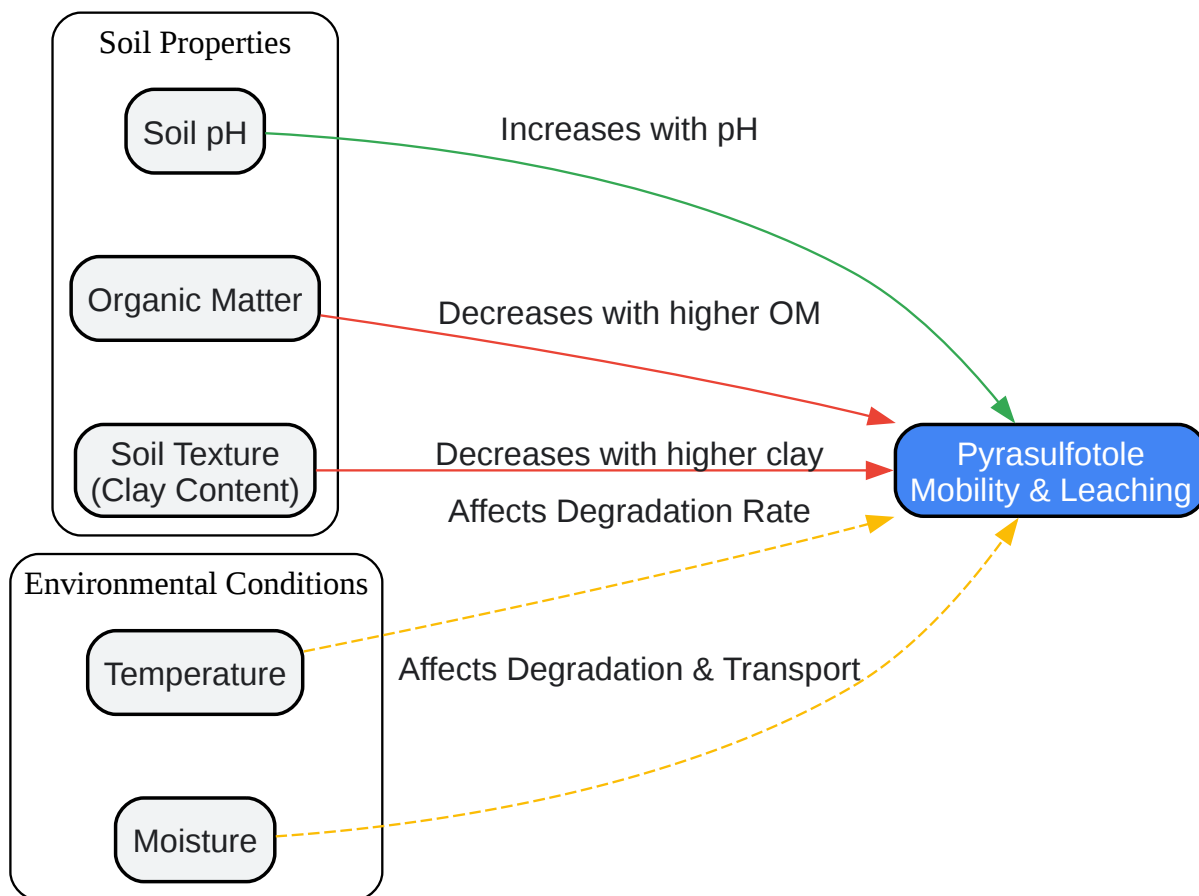 Soil Properties
Soil pH
Increases with pH
Organic Matter
Decreases with higher OM
Soil Texture
(Clay Content)
Decreases with higher clay
Pyrasulfotole
Mobility & Leaching
Affects Degradation Rate
Environmental Conditions
Temperature
Affects Degradation & Transport
Moisture